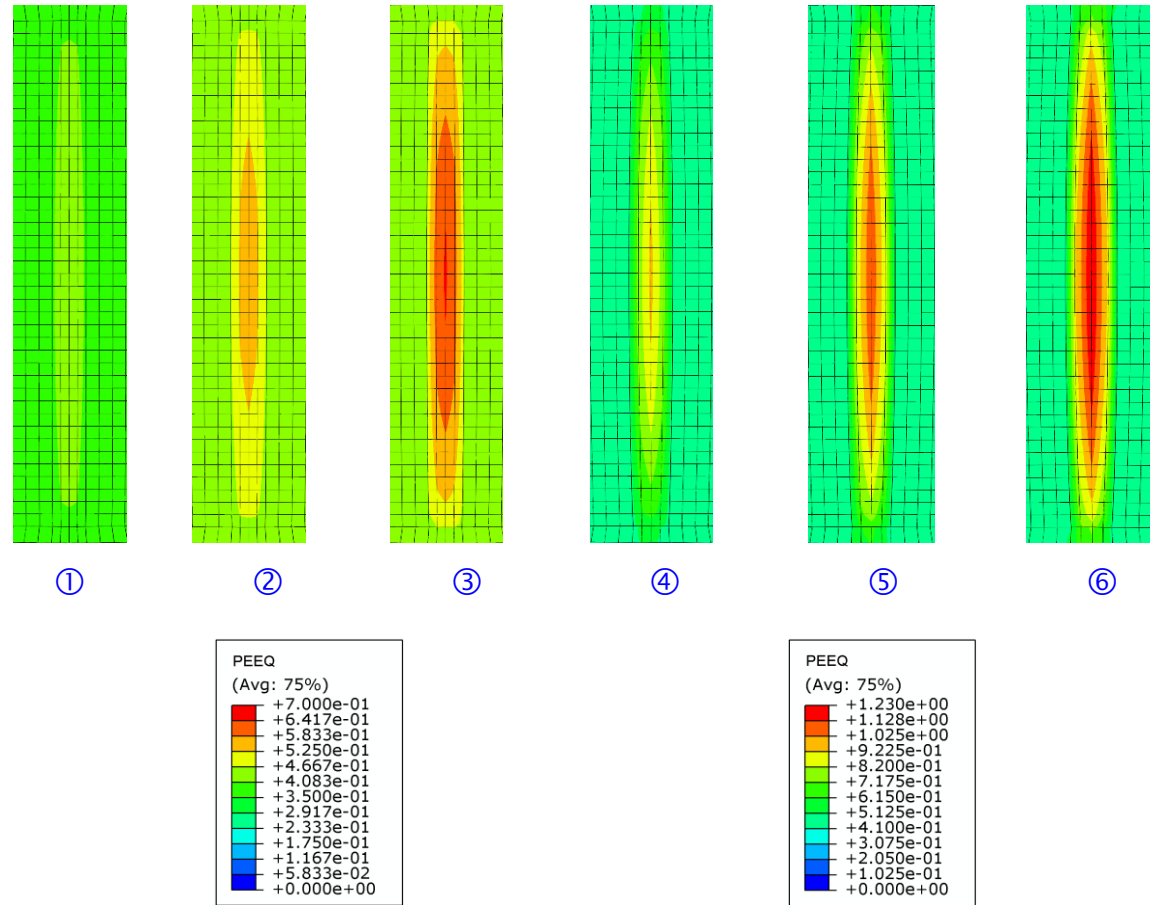 ① ② ③ ④ ⑤ ⑥
PEEQ
(Avg: 75%)
+7.000e-01
+6.417e-01
+5.833e-01
+5.250e-01
+4.667e-01
+4.083e-01
+3.500e-01
+2.917e-01
+2.333e-01
+1.750e-01
+1.167e-01
+5.833e-02
+0.000e+00
PEEQ
(Avg: 75%)
+1.230e+00
+1.128e+00
+1.025e+00
+9.225e-01
+8.200e-01
+7.175e-01
+6.150e-01
+5.125e-01
+4.100e-01
+3.075e-01
+2.050e-01
+1.025e-01
+0.000e+00